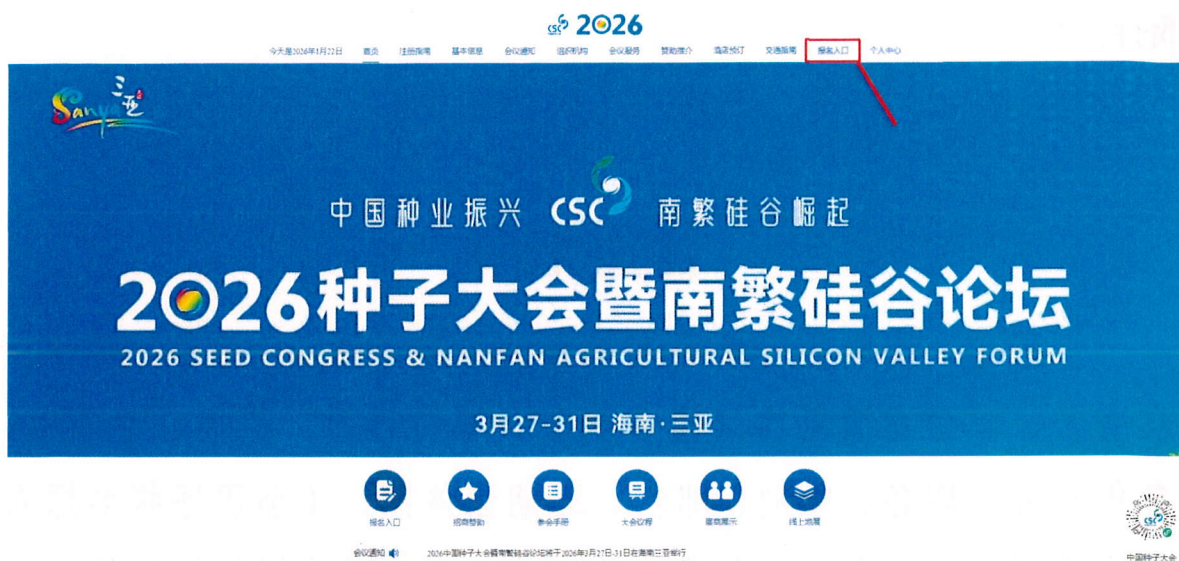 CSC 2026
今天是2026年1月22日 首页 注册指南 基本信息 会议通知 组织机构 会议服务 赞助推介 酒店预订 交通指南 报名入口 个人中心
Sanya 三亚
中国种业振兴 CSC 南繁硅谷崛起
2026种子大会暨南繁硅谷论坛
2026 SEED CONGRESS & NANFAN AGRICULTURAL SILICON VALLEY FORUM
3月27-31日 海南·三亚
报名入口 招商赞助 参会手册 大会议程 展商展示 线上地展
会议通知 2026中国种子大会暨南繁硅谷论坛将于2026年3月27日-31日在海南三亚举行
CSC
中国种子大会